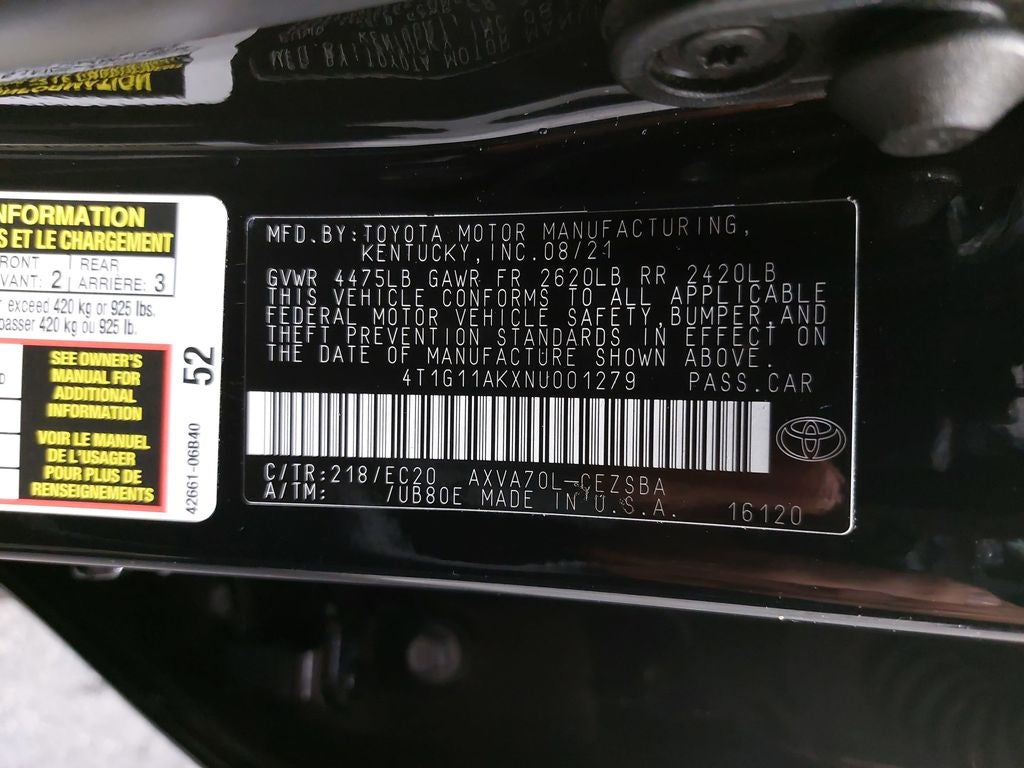 NFORMATION
S ET LE CHARGEMENT
RONT REAR
VANT: 2 ARRIÈRE: 3
exceed 420 kg or 925 lbs.
passer 420 kg ou 925 lb.
SEE OWNER'S
MANUAL FOR
ADDITIONAL
INFORMATION
VOIR LE MANUEL
DE L'USAGER
POUR PLUS DE
RENSEIGNEMENTS
52
42661-06B40
MFD.BY:TOYOTA MOTOR MANUFACTURING,
KENTUCKY,INC.08/21
GVWR 4475LB GAWR FR 2620LB RR 2420LB
THIS VEHICLE CONFORMS TO ALL APPLICABLE
FEDERAL MOTOR VEHICLE SAFETY,BUMPER,AND
THEFT PREVENTION STANDARDS IN EFFECT ON
THE DATE OF MANUFACTURE SHOWN ABOVE.
4T1G11AKXNU001279 PASS.CAR
C/TR:218/EC20 AXVA70L-CEZSBA
A/TM: /UB80E MADE IN U.S.A. 16120